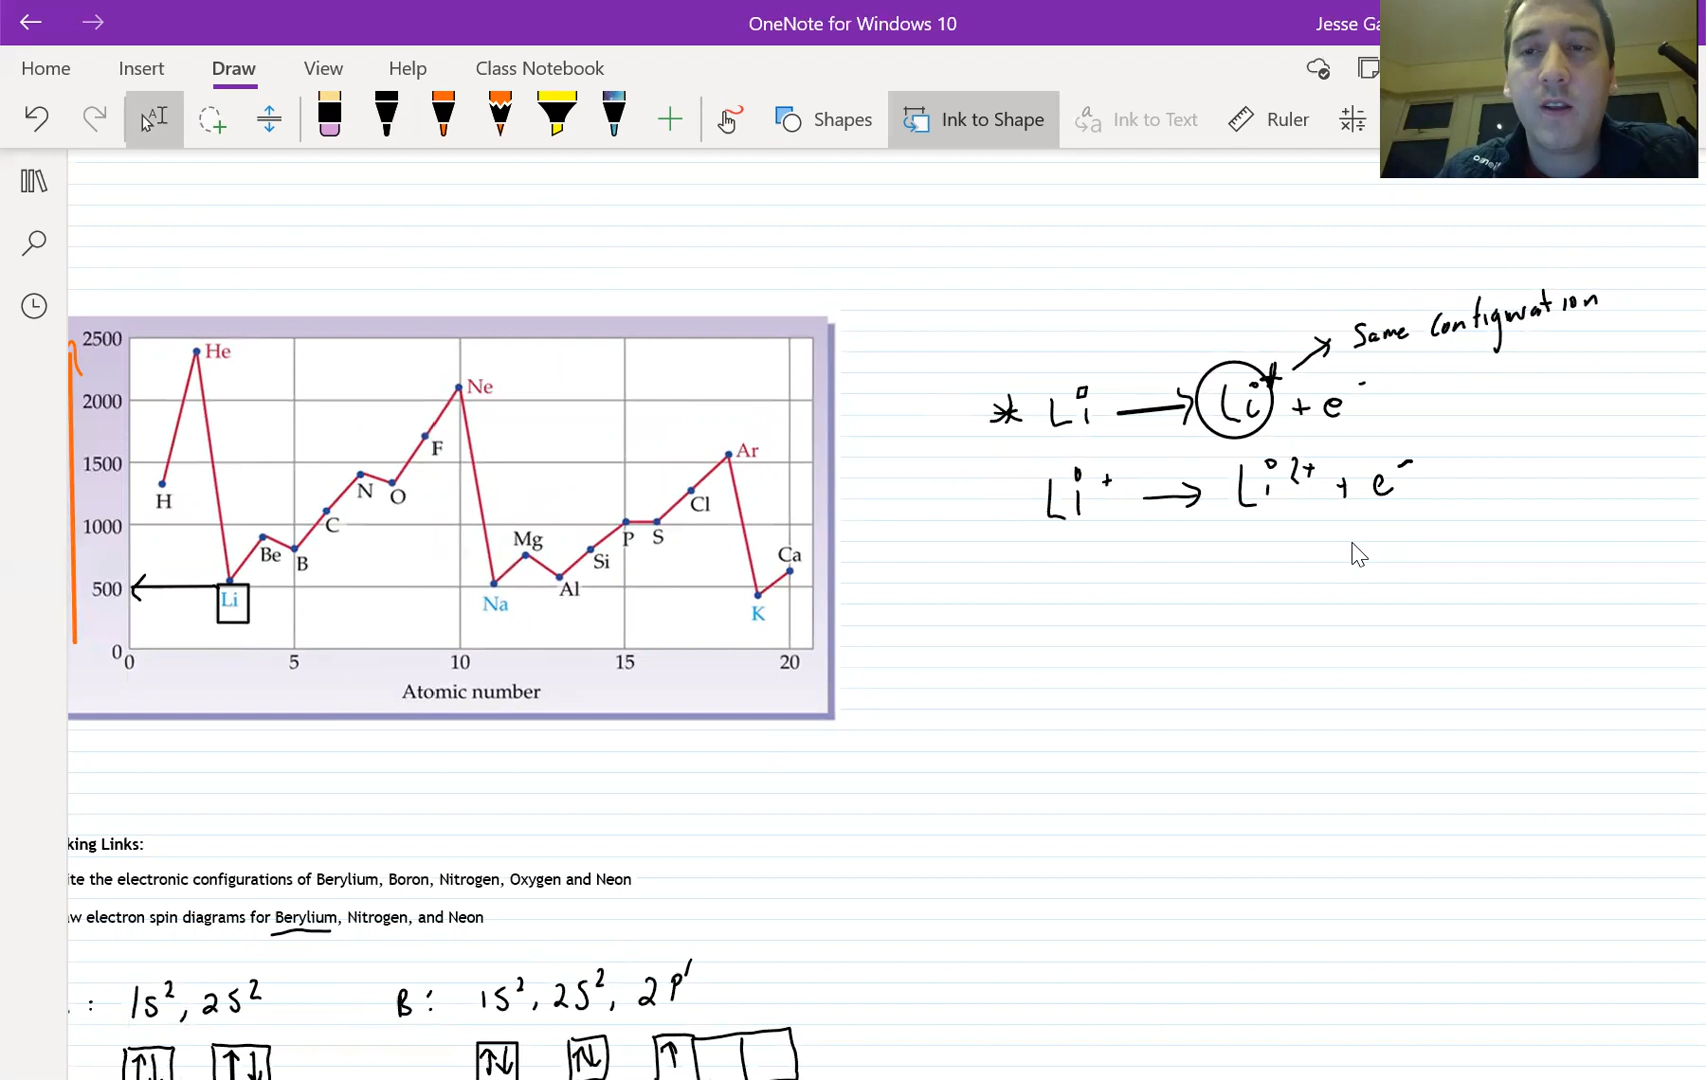 OneNote for Windows 10
Jesse Ga
Home Insert Draw View Help Class Notebook
Shapes Ink to Shape Ink to Text Ruler
Same configuration
* Li → Li+ + e-
Li+ → Li2+ + e-
2500
2000
1500
1000
500
0
He
Ne
H
Li
Be
B
C
N
O
F
Na
Mg
Al
Si
P
S
Cl
Ar
K
Ca
0 5 10 15 20
Atomic number
king Links:
ite the electronic configurations of Berylium, Boron, Nitrogen, Oxygen and Neon
aw electron spin diagrams for Berylium, Nitrogen, and Neon
: 1s², 2s² B: 1s², 2s², 2p¹